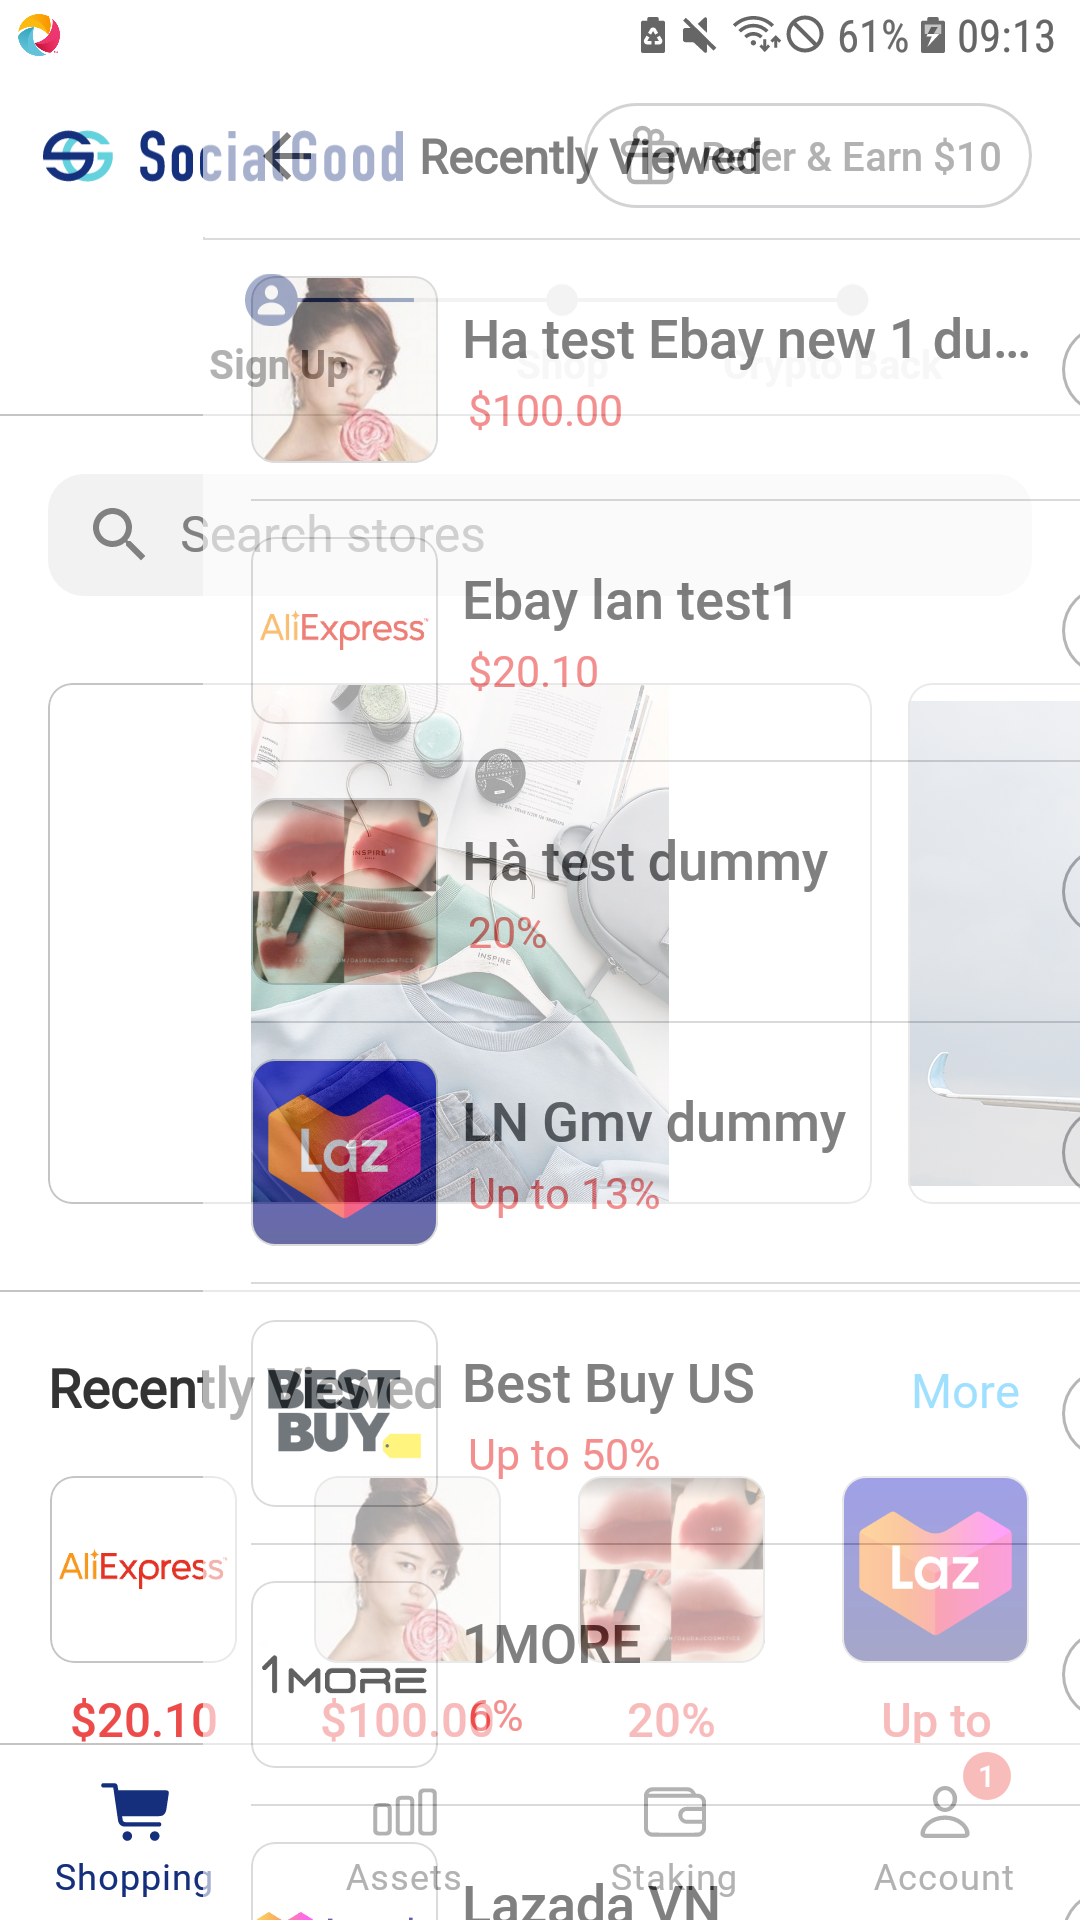 61% 09:13
SocialGood
Recently Viewed
Refer & Earn $10
Sign Up
Shop
Crypto Back
Ha test Ebay new 1 du...
$100.00
Search stores
AliExpress
Ebay lan test1
$20.10
INSPIRE
Hà test dummy
20%
INSPIRE
Laz
LN Gmv dummy
Up to 13%
Recently Viewed
More
BEST BUY
Best Buy US
Up to 50%
AliExpress
Laz
1MORE
1MORE
6%
$20.10
$100.00
20%
Up to
1
Shopping
Assets
Staking
Account
Lazada VN